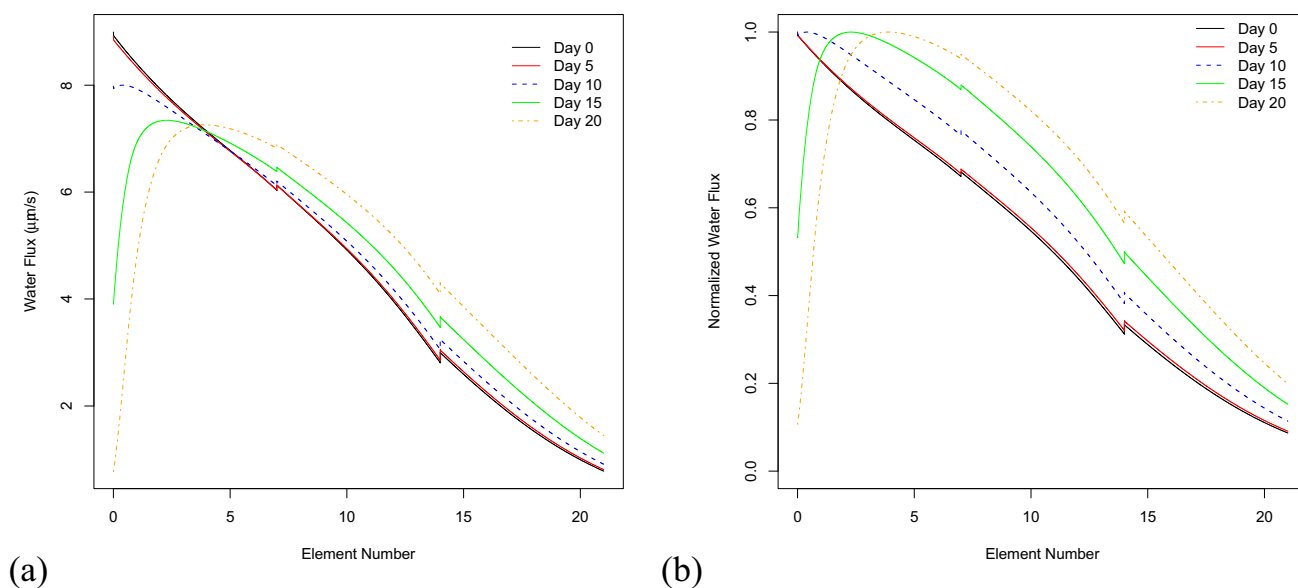 Day 0
Day 5
Day 10
Day 15
Day 20
8
6
4
2
Water Flux (µm/s)
0 5 10 15 20
Element Number
(a)
Day 0
Day 5
Day 10
Day 15
Day 20
1.0
0.8
0.6
0.4
0.2
0.0
Normalized Water Flux
0 5 10 15 20
Element Number
(b)